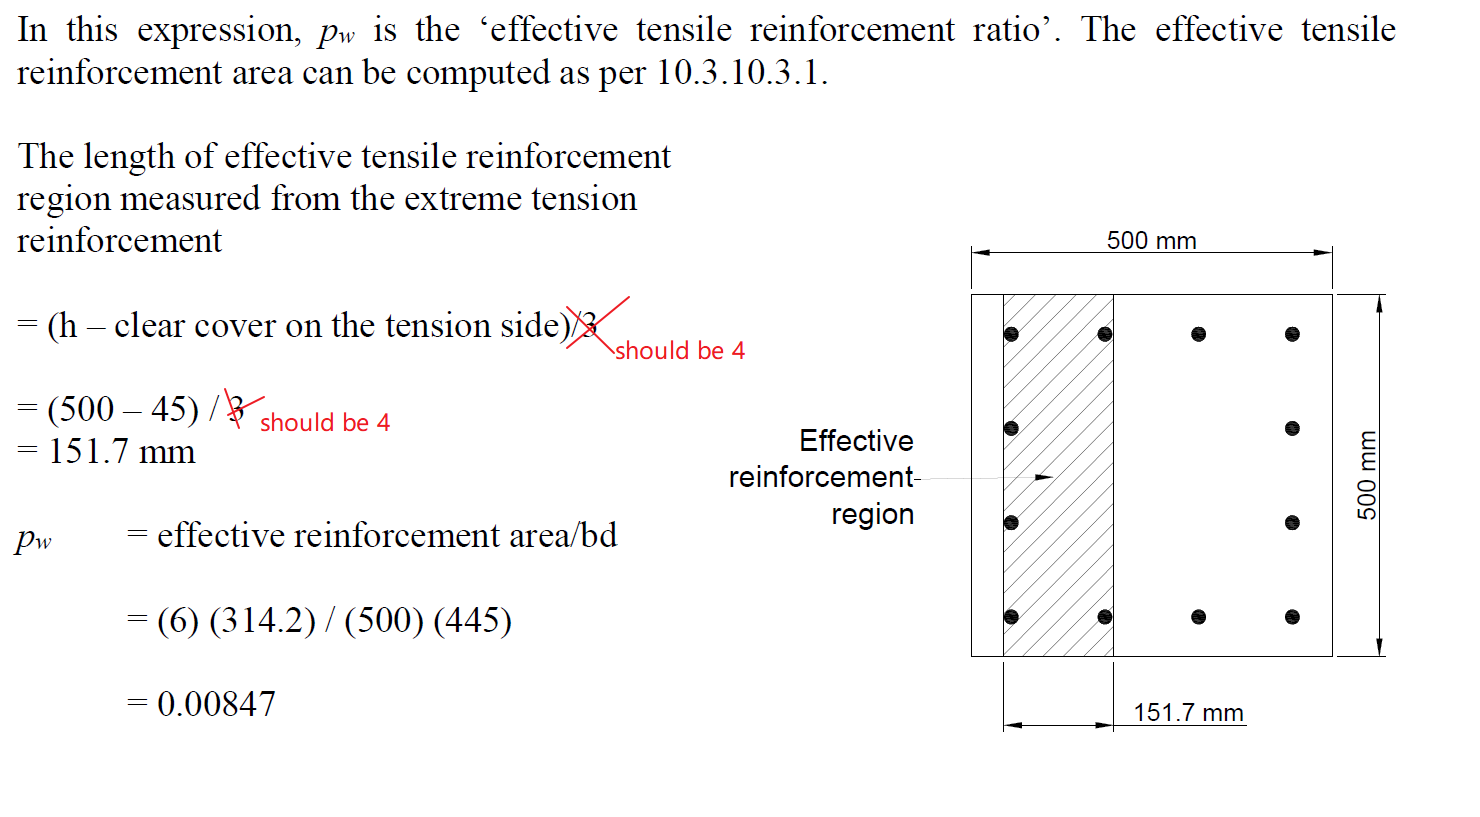 In this expression, pw is the ‘effective tensile reinforcement ratio’. The effective tensile
reinforcement area can be computed as per 10.3.10.3.1.
The length of effective tensile reinforcement
region measured from the extreme tension
reinforcement
= (h – clear cover on the tension side)/3
should be 4
= (500 – 45) / 3
should be 4
= 151.7 mm
pw = effective reinforcement area/bd
= (6) (314.2) / (500) (445)
= 0.00847
500 mm
Effective
reinforcement
region
500 mm
151.7 mm